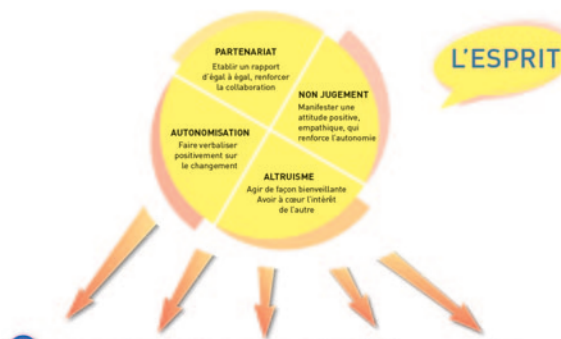 PARTENARIAT
Etablir un rapport
d'égal à égal, renforcer
la collaboration
L'ESPRIT
NON JUGEMENT
Manifester une
attitude positive,
empathique, qui
renforce l'autonomie
AUTONOMISATION
Faire verbaliser
positivement sur
le changement
ALTRUISME
Agir de façon bienveillante
Avoir à cœur l'intérêt
de l'autre